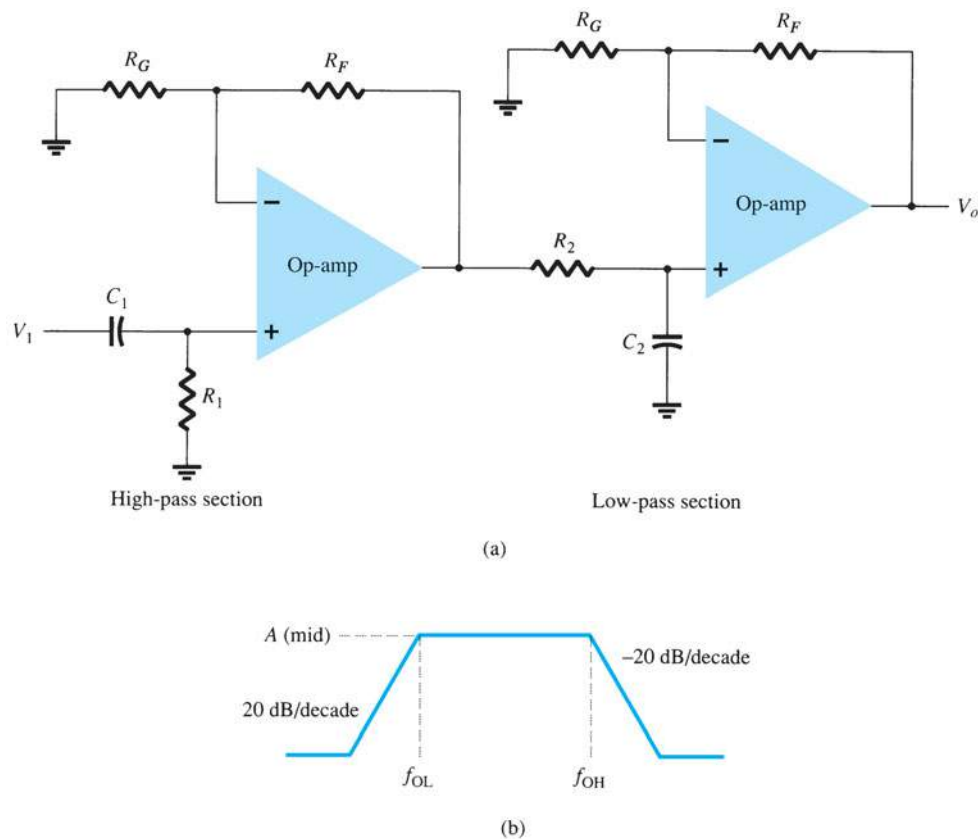 R_G
R_F
R_G
R_F
−
Op-amp
+
C_1
V_1
R_1
R_2
−
Op-amp
+
V_o
C_2
High-pass section
Low-pass section
(a)
A (mid)
20 dB/decade
−20 dB/decade
f_OL
f_OH
(b)